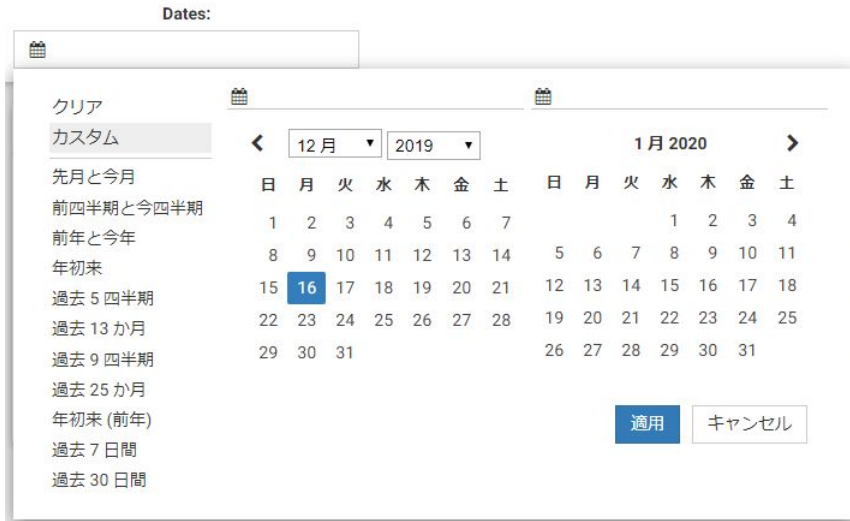 Dates:
クリア
カスタム
先月と今月
前四半期と今四半期
前年と今年
年初来
過去 5 四半期
過去 13 か月
過去 9 四半期
過去 25 か月
年初来 (前年)
過去 7 日間
過去 30 日間
12 月 2019
日 月 火 水 木 金 土
1 2 3 4 5 6 7
8 9 10 11 12 13 14
15 16 17 18 19 20 21
22 23 24 25 26 27 28
29 30 31
1 月 2020
日 月 火 水 木 金 土
1 2 3 4
5 6 7 8 9 10 11
12 13 14 15 16 17 18
19 20 21 22 23 24 25
26 27 28 29 30 31
適用 キャンセル